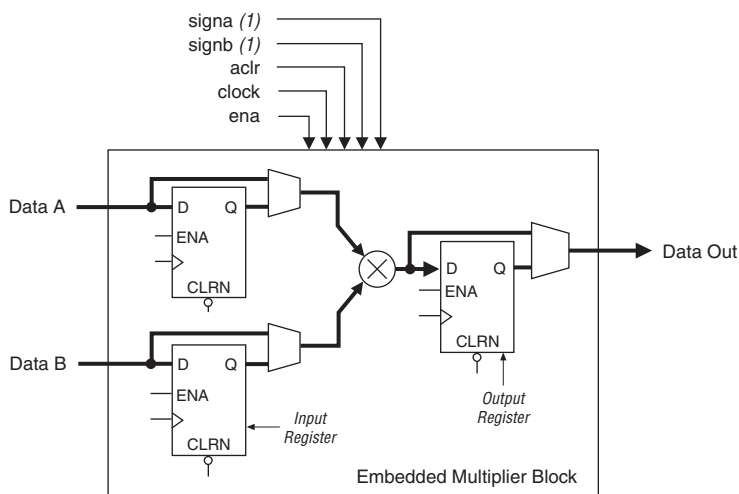 signa (1)
signb (1)
aclr
clock
ena
Data A
D Q
ENA
CLRN
Data B
D Q
ENA
CLRN
Input
Register
D Q
ENA
CLRN
Output
Register
Data Out
Embedded Multiplier Block